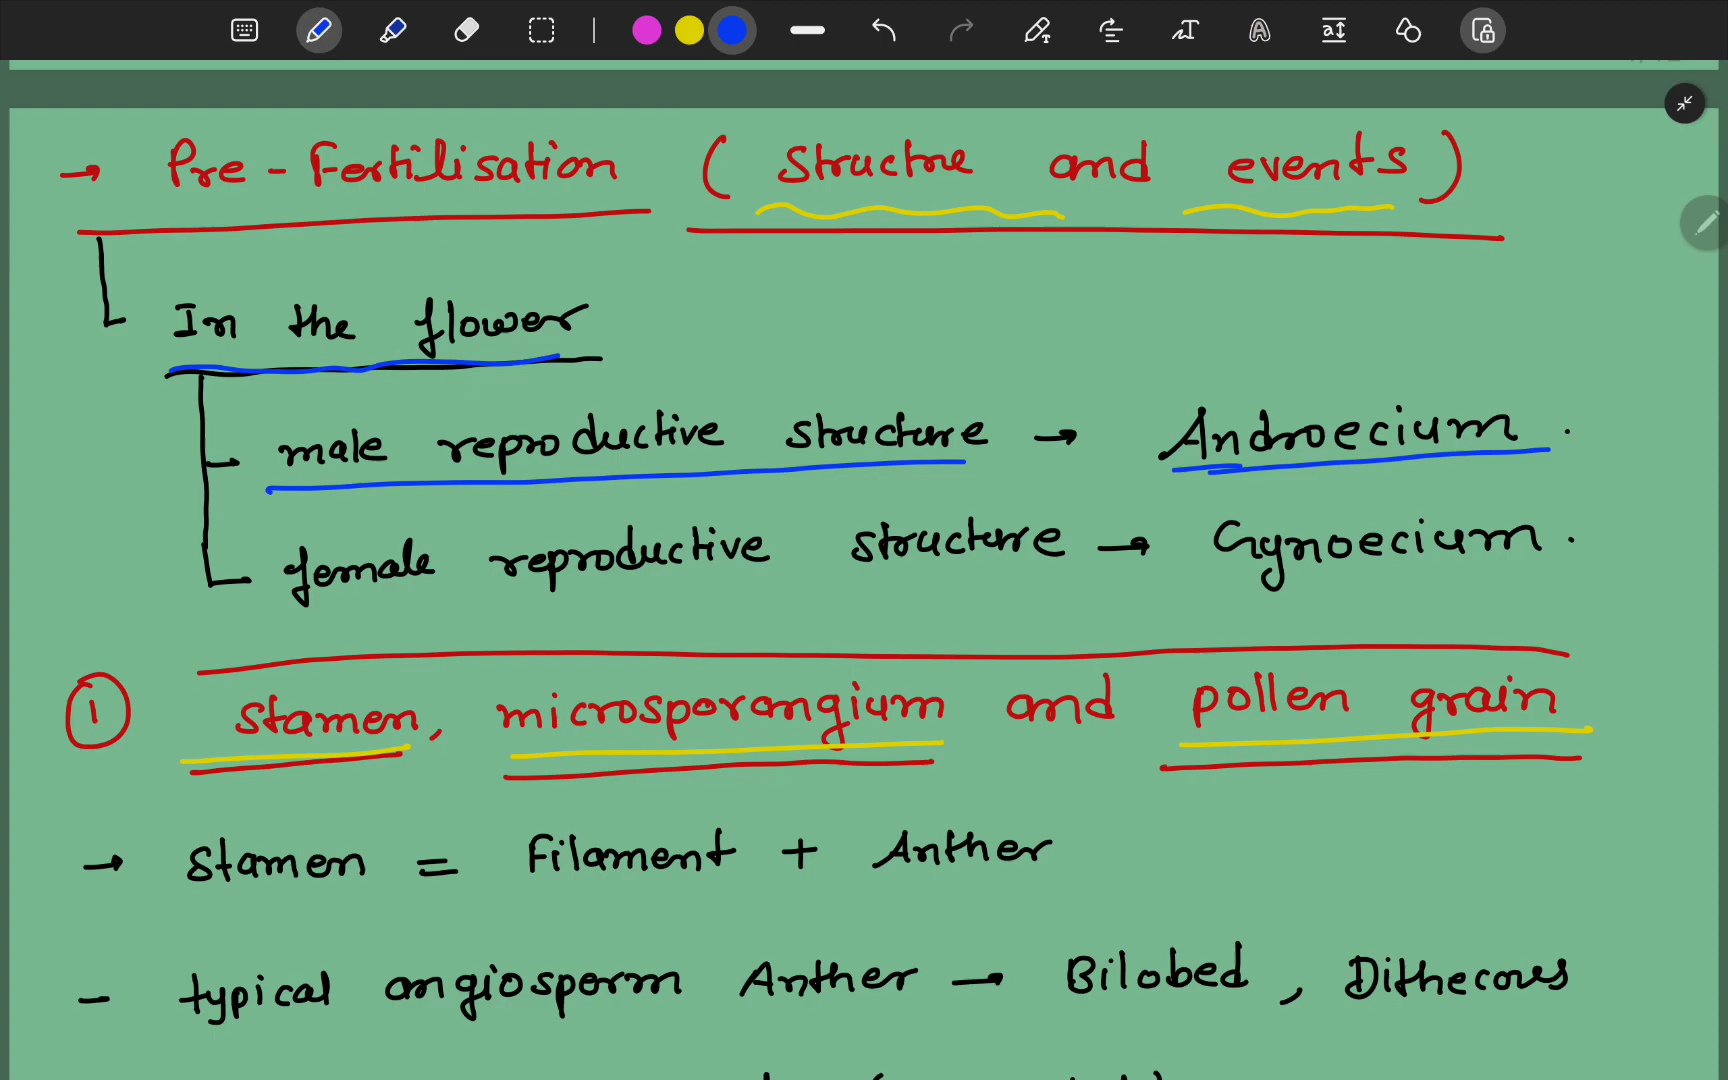 → Pre-Fertilisation (structre and events)
In the flower
male reproductive structure → Androecium.
female reproductive structure → Gynoecium.
① stamen, microsporangium and pollen grain
→ stamen = Filament + Anther
- typical angiosperm Anther → Bilobed, Dithecous